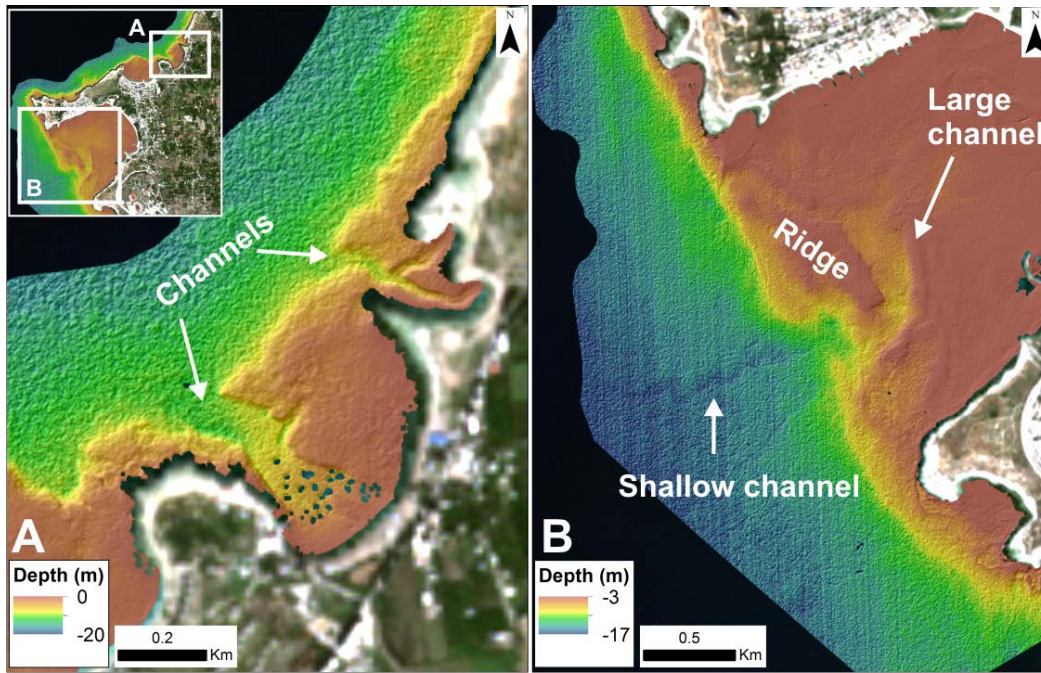 A
B
N
Channels
A
Depth (m)
0
-20
0.2
Km
N
Large
channel
Ridge
Shallow channel
B
Depth (m)
-3
-17
0.5
Km